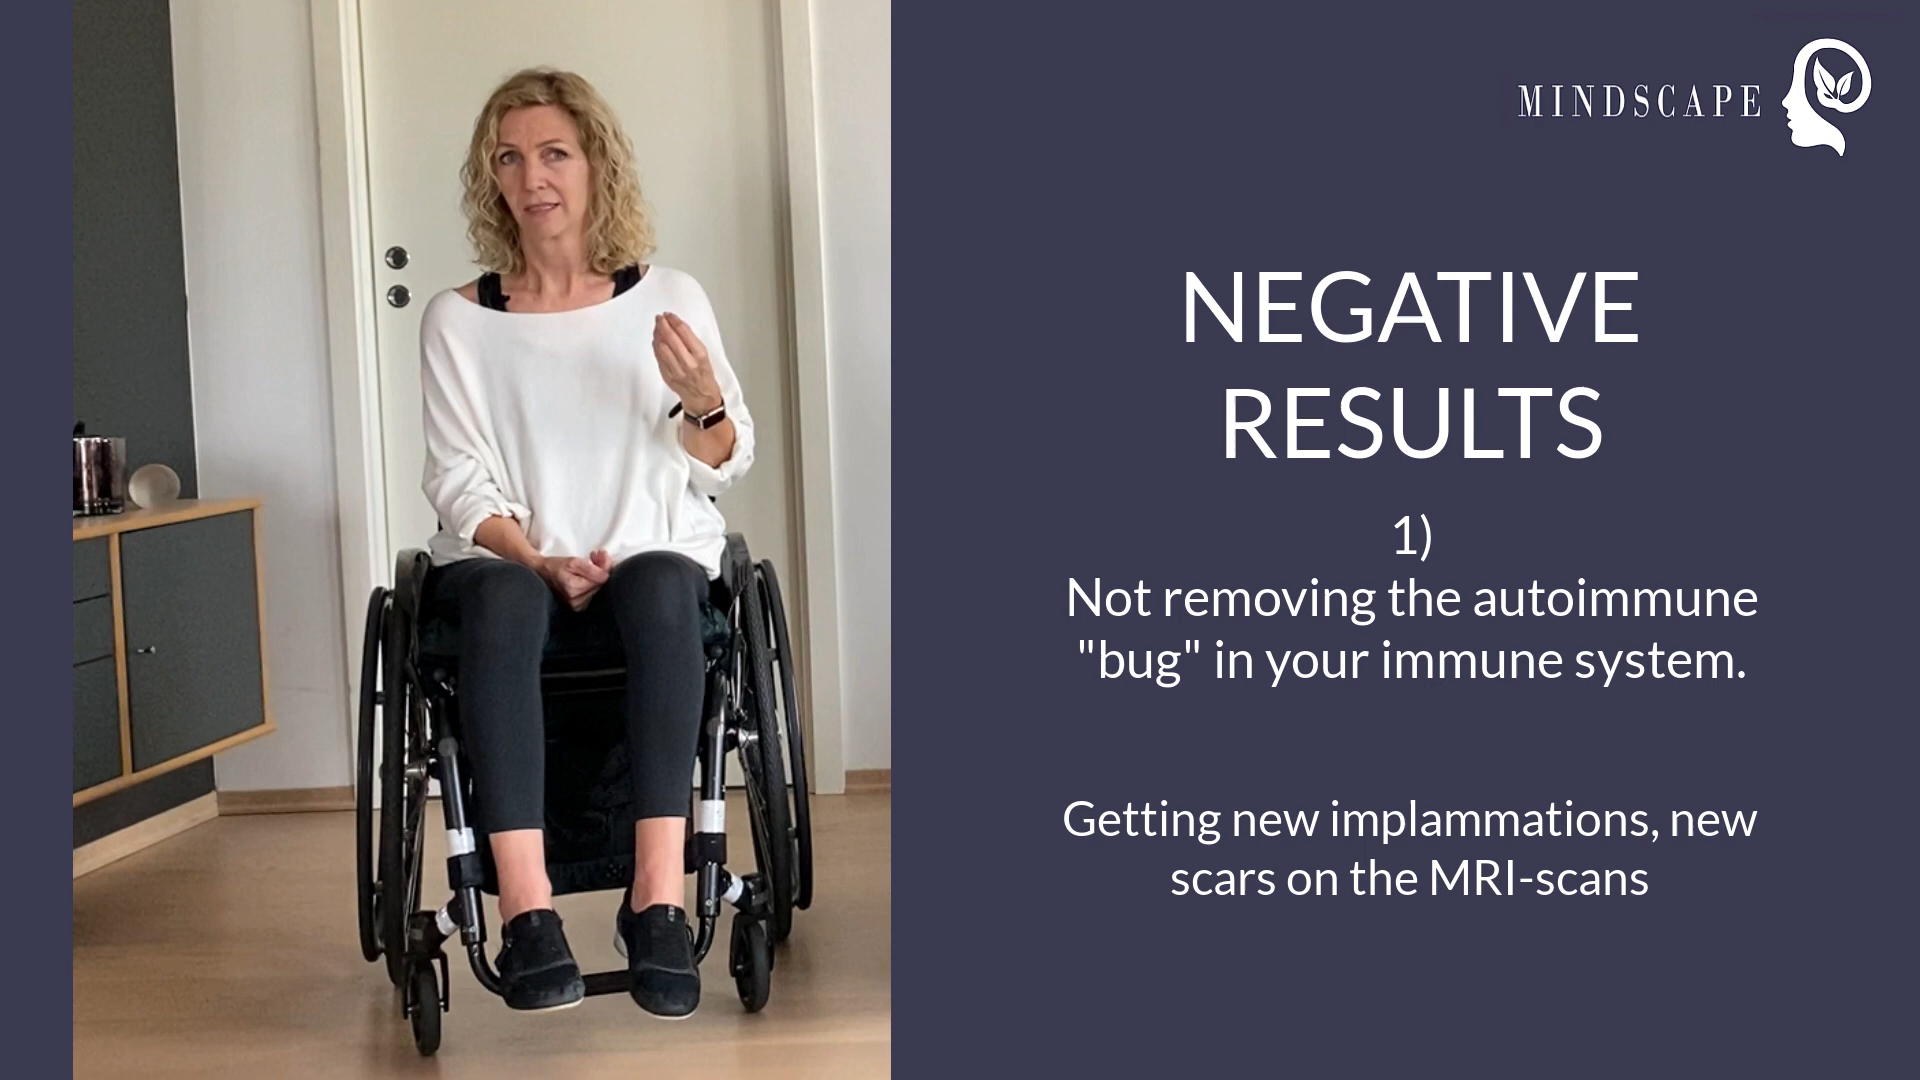 MINDSCAPE
NEGATIVE
RESULTS
1)
Not removing the autoimmune
"bug" in your immune system.
Getting new implammations, new
scars on the MRI-scans